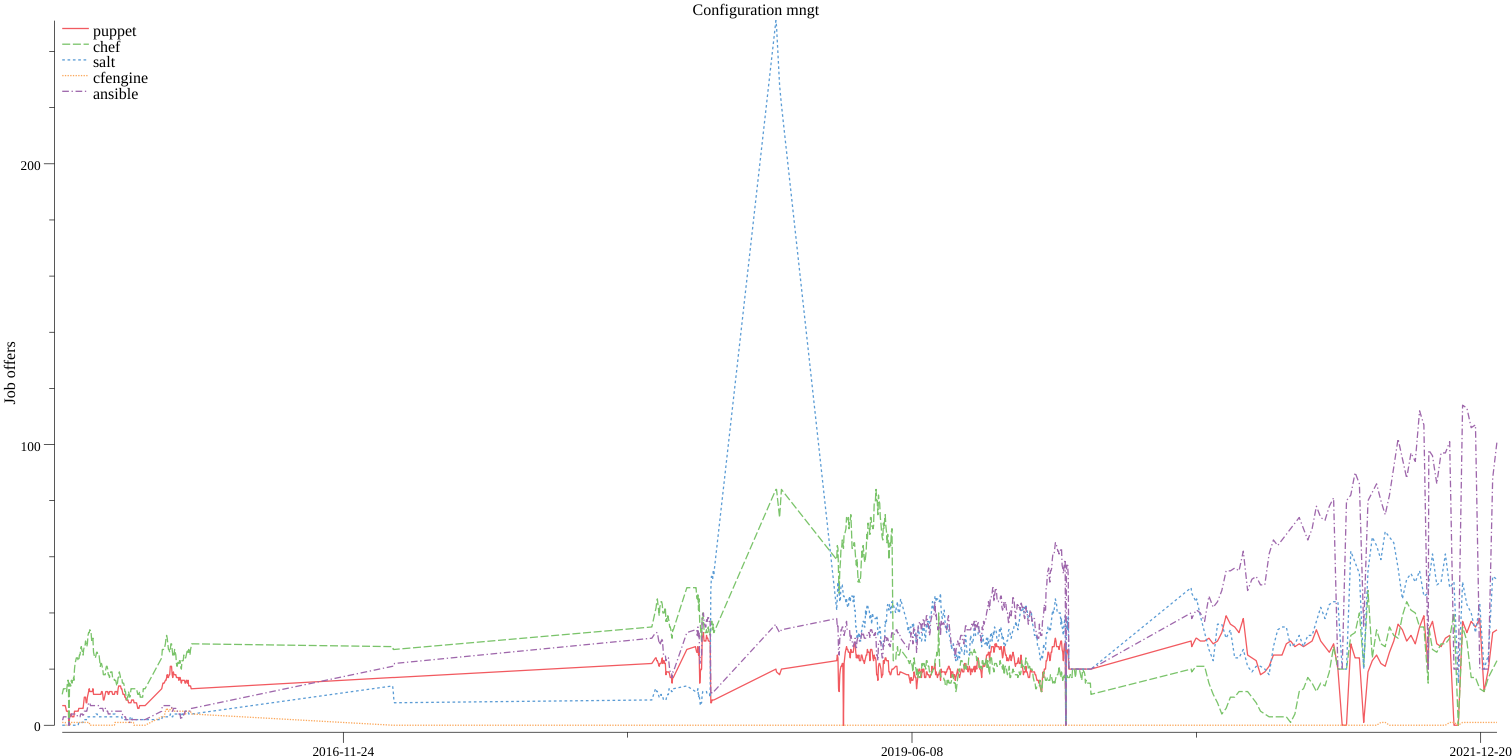 Configuration mngt
puppet
chef
salt
cfengine
ansible
200
Job offers
100
0
2016-11-24
2019-06-08
2021-12-20